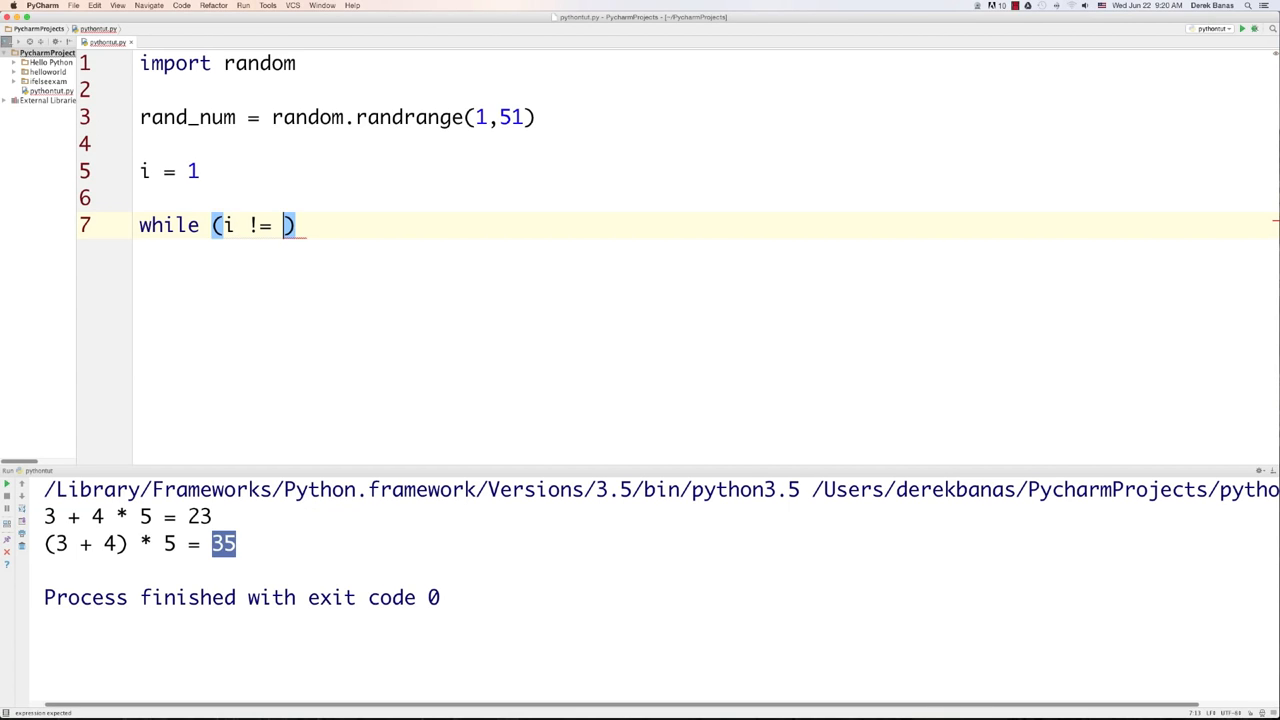 PyCharm File Edit View Navigate Code Refactor Run Tools VCS Window Help 10 Wed Jun 22 9:20 AM Derek Banas
pythontut.py - PycharmProjects - [~/PycharmProjects]
PycharmProjects pythontut.py pythontut
pythontut.py
PycharmProject
Hello Python
helloworld
ifelseexam
pythontut.py
External Librarie
1 import random
2
3 rand_num = random.randrange(1,51)
4
5 i = 1
6
7 while (i != )
Run pythontut
/Library/Frameworks/Python.framework/Versions/3.5/bin/python3.5 /Users/derekbanas/PycharmProjects/pytho
3 + 4 * 5 = 23
(3 + 4) * 5 = 35
Process finished with exit code 0
expression expected 7:13 LF÷ UTF-8÷